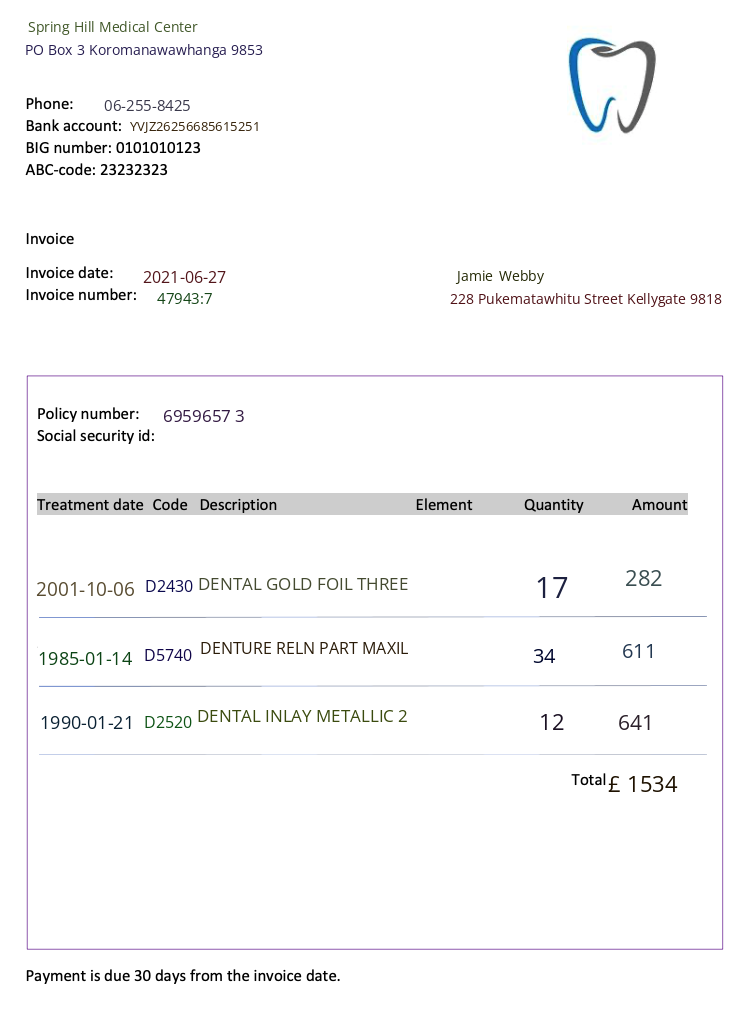 Spring Hill Medical Center
PO Box 3 Koromanawawhanga 9853
Phone: 06-255-8425
Bank account: YVJZ26256685615251
BIG number: 0101010123
ABC-code: 23232323
Invoice
Invoice date: 2021-06-27
Invoice number: 47943:7
Jamie Webby
228 Pukematawhitu Street Kellygate 9818
Policy number: 6959657 3
Social security id:
Treatment date Code Description Element Quantity Amount
2001-10-06 D2430 DENTAL GOLD FOIL THREE 17 282
1985-01-14 D5740 DENTURE RELN PART MAXIL 34 611
1990-01-21 D2520 DENTAL INLAY METALLIC 2 12 641
Total £ 1534
Payment is due 30 days from the invoice date.